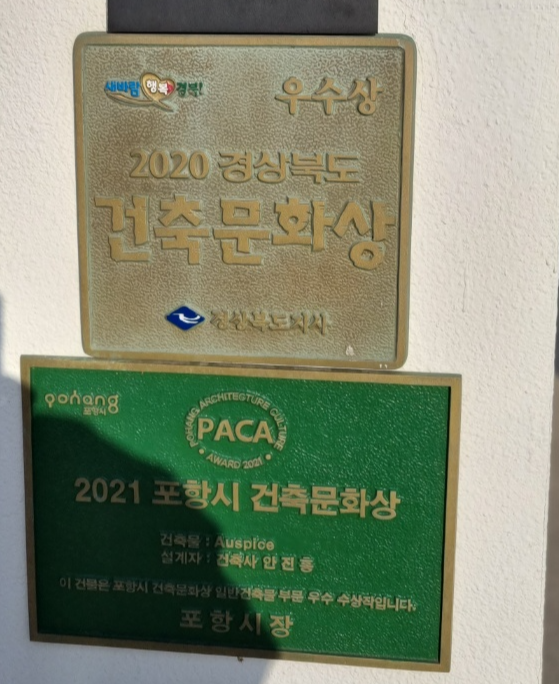 새바람 행복 경북!
우수상
2020 경상북도
건축문화상
경상북도지사
pohang
포항시
POHANG ARCHITECTURE CULTURE
PACA
AWARD 2021
2021 포항시 건축문화상
건축물 : Auspice
설계자 : 건축사 안 진 홍
이 건물은 포항시 건축문화상 일반건축물 부문 우수 수상작입니다.
포 항 시 장